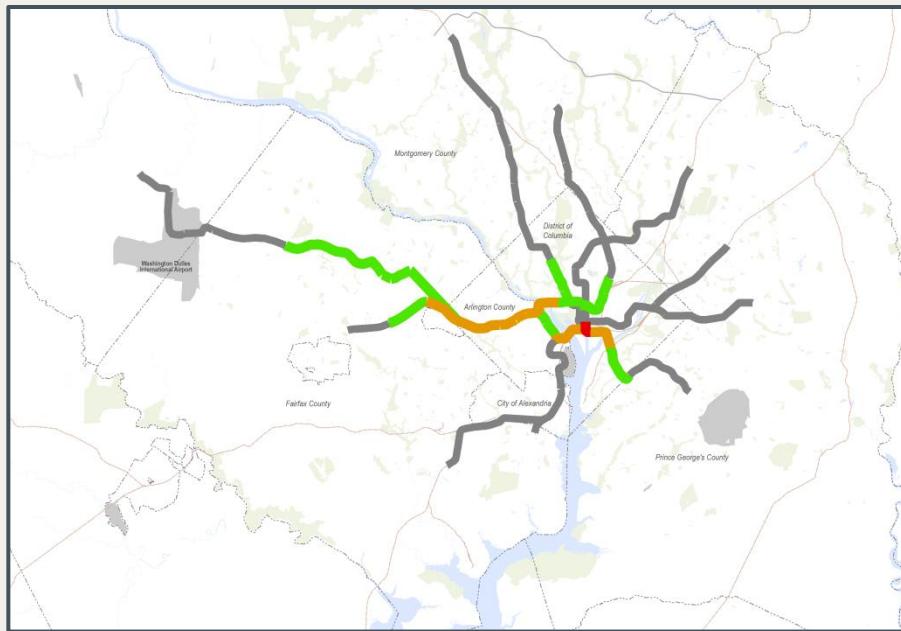 Montgomery County
District of
Columbia
Washington Dulles
International Airport
Arlington County
Fairfax County
City of Alexandria
Prince George's County